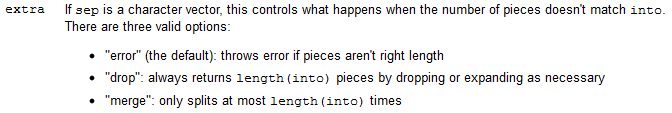 extra If sep is a character vector, this controls what happens when the number of pieces doesn't match into.
There are three valid options:
• "error" (the default): throws error if pieces aren't right length
• "drop": always returns length(into) pieces by dropping or expanding as necessary
• "merge": only splits at most length(into) times